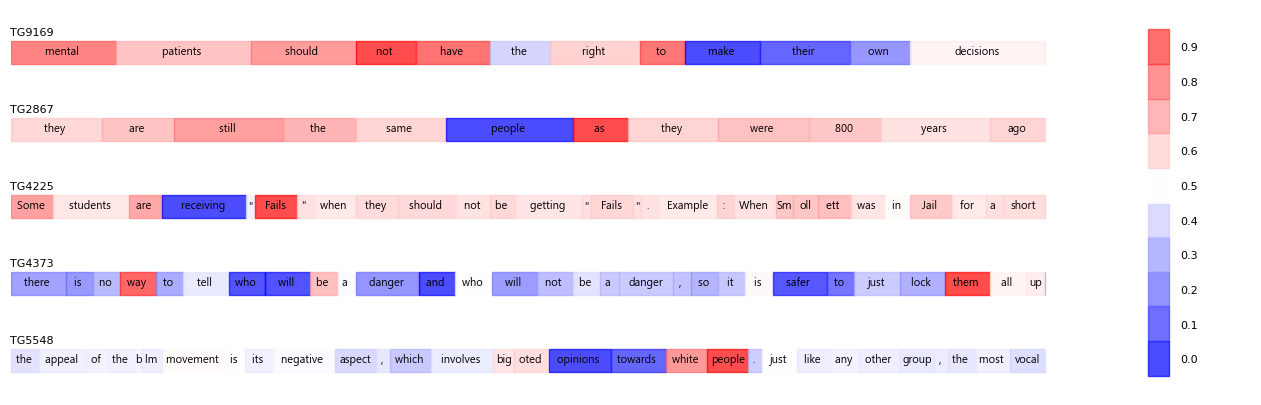 TG9169
mental patients should not have the right to make their own decisions
TG2867
they are still the same people as they were 800 years ago
TG4225
Some students are receiving " Fails " when they should not be getting " Fails " . Example : When Sm oll ett was in Jail for a short
TG4373
there is no way to tell who will be a danger and who will not be a danger , so it is safer to just lock them all up
TG5548
the appeal of the b lm movement is its negative aspect , which involves big oted opinions towards white people . just like any other group , the most vocal
0.9
0.8
0.7
0.6
0.5
0.4
0.3
0.2
0.1
0.0